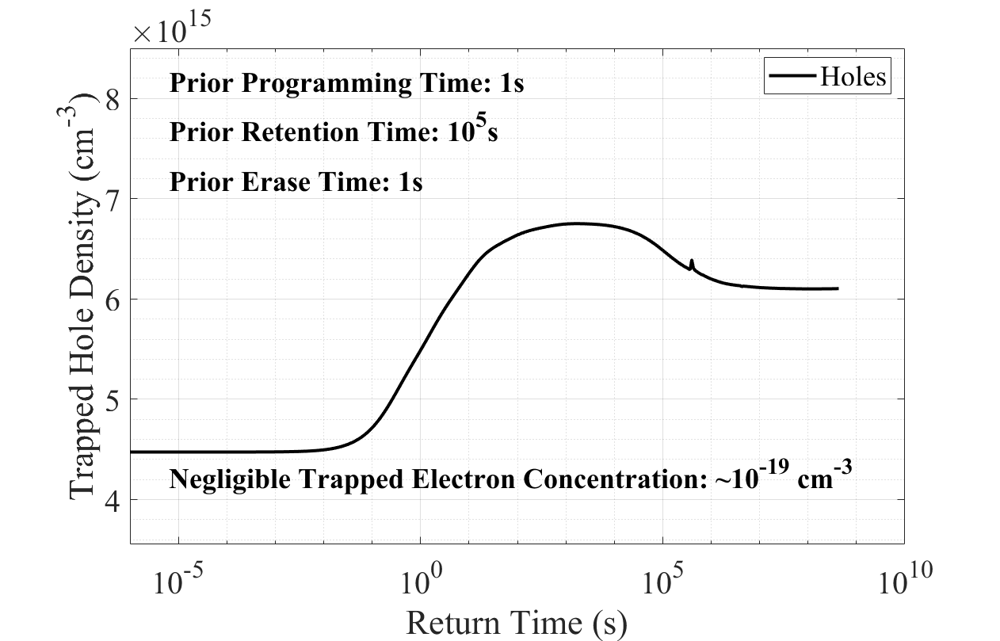 ×10^15
Holes
Prior Programming Time: 1s
Prior Retention Time: 10^5s
Prior Erase Time: 1s
8
7
6
5
4
Trapped Hole Density (cm^-3)
Negligible Trapped Electron Concentration: ~10^-19 cm^-3
10^-5 10^0 10^5 10^10
Return Time (s)